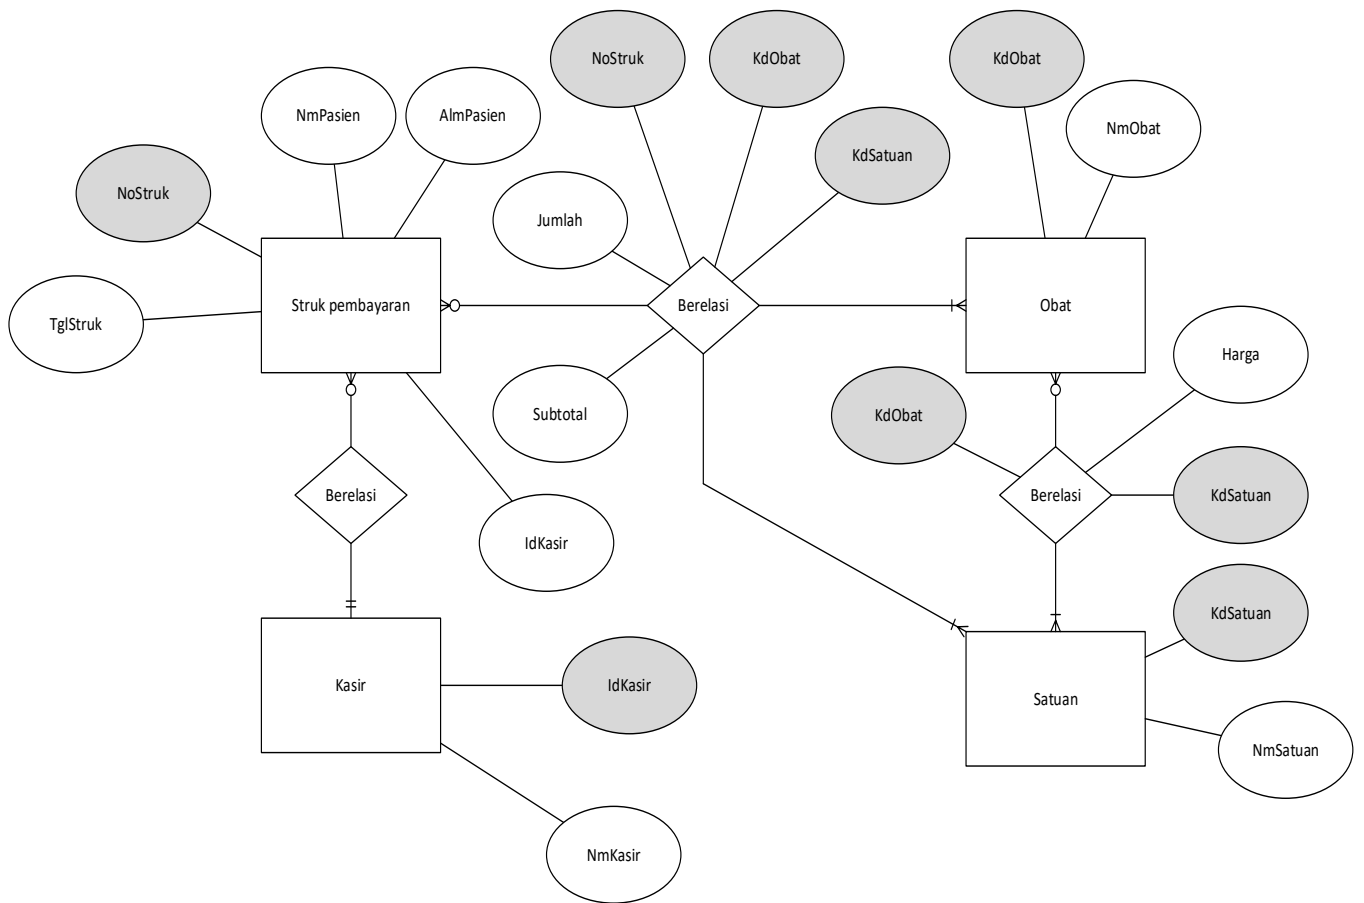 NoStruk
KdObat
KdObat
NmPasien
AlmPasien
NmObat
KdSatuan
NoStruk
Jumlah
Struk pembayaran
Berelasi
Obat
TglStruk
Harga
Subtotal
KdObat
Berelasi
Berelasi
KdSatuan
IdKasir
KdSatuan
Kasir
IdKasir
Satuan
NmSatuan
NmKasir